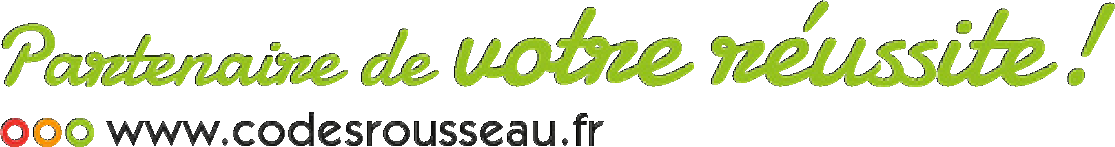 Partenaire de votre réussite !
www.codesrousseau.fr